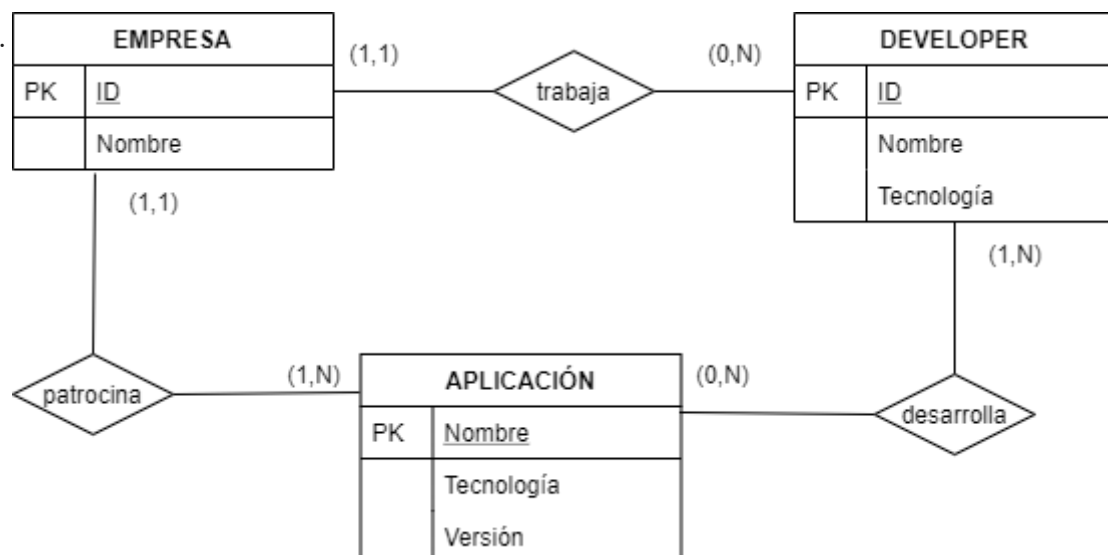 EMPRESA
PK ID
Nombre
(1,1)
trabaja
(0,N)
DEVELOPER
PK ID
Nombre
Tecnología
(1,1)
(1,N)
patrocina
(1,N)
APLICACIÓN
PK Nombre
Tecnología
Versión
(0,N)
desarrolla